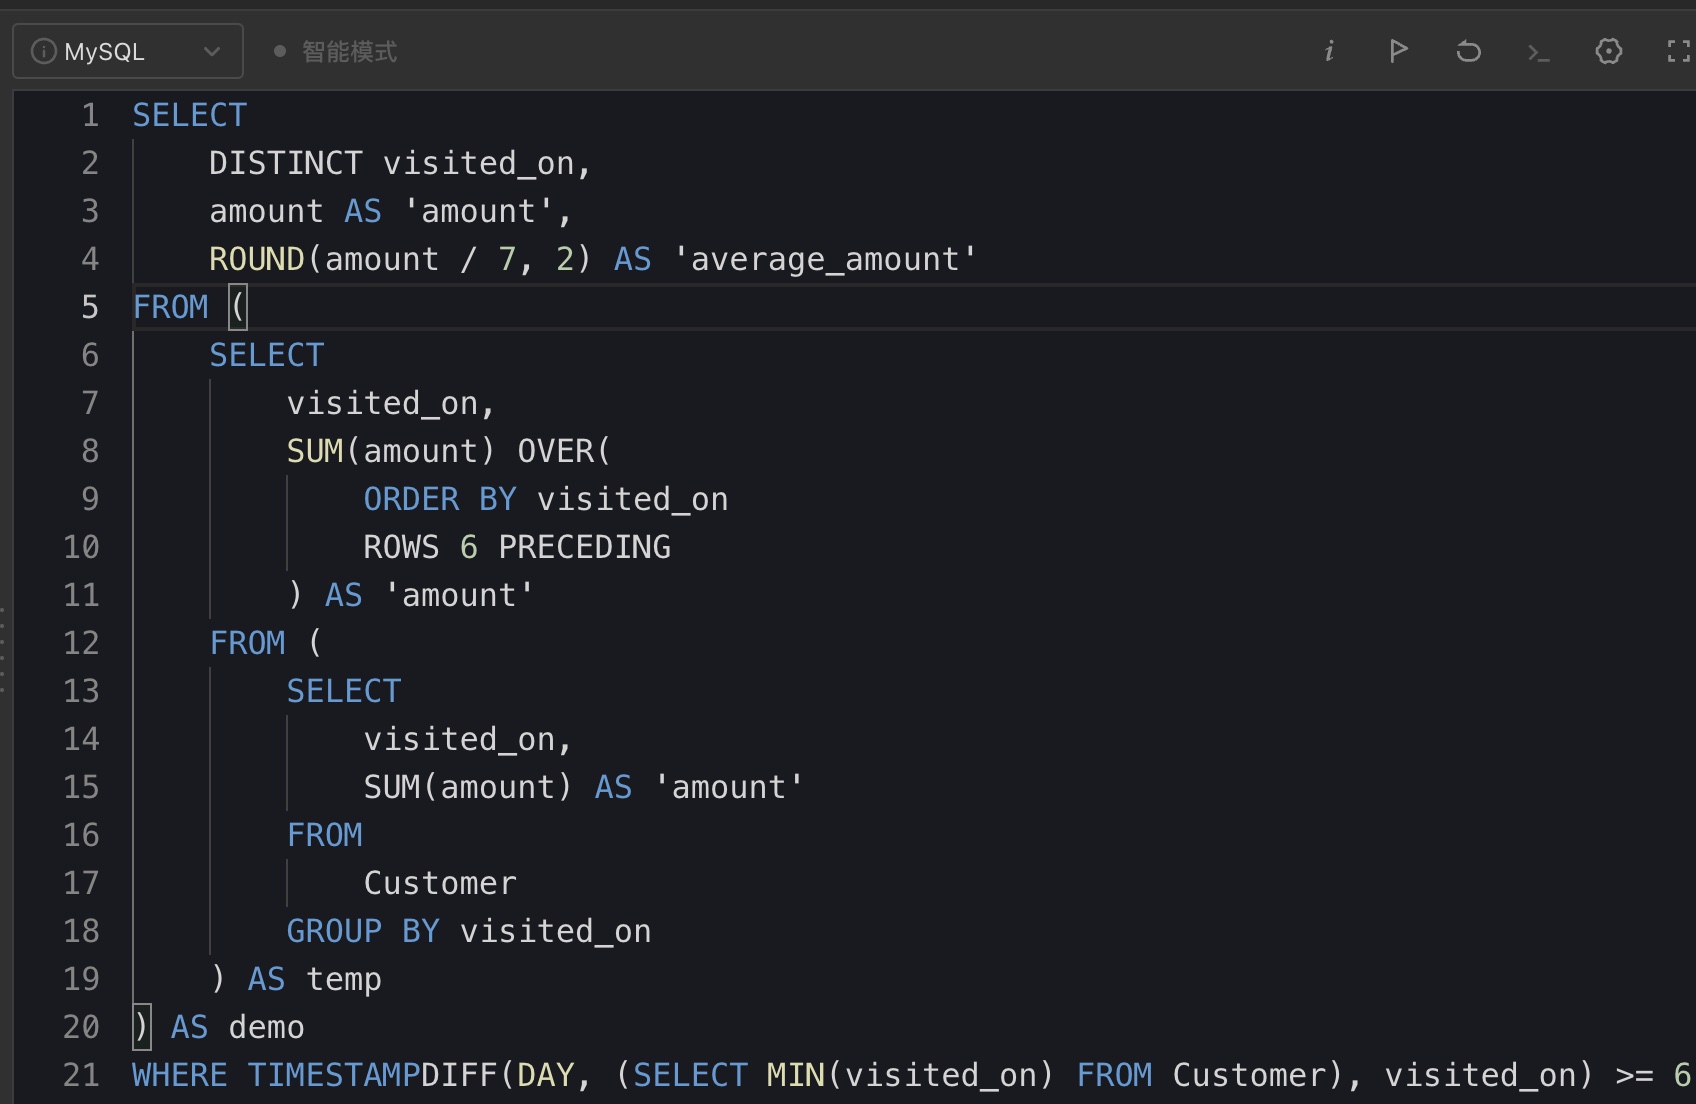 MySQL 智能模式
1 SELECT
2 DISTINCT visited_on,
3 amount AS 'amount',
4 ROUND(amount / 7, 2) AS 'average_amount'
5 FROM (
6 SELECT
7 visited_on,
8 SUM(amount) OVER(
9 ORDER BY visited_on
10 ROWS 6 PRECEDING
11 ) AS 'amount'
12 FROM (
13 SELECT
14 visited_on,
15 SUM(amount) AS 'amount'
16 FROM
17 Customer
18 GROUP BY visited_on
19 ) AS temp
20 ) AS demo
21 WHERE TIMESTAMPDIFF(DAY, (SELECT MIN(visited_on) FROM Customer), visited_on) >= 6